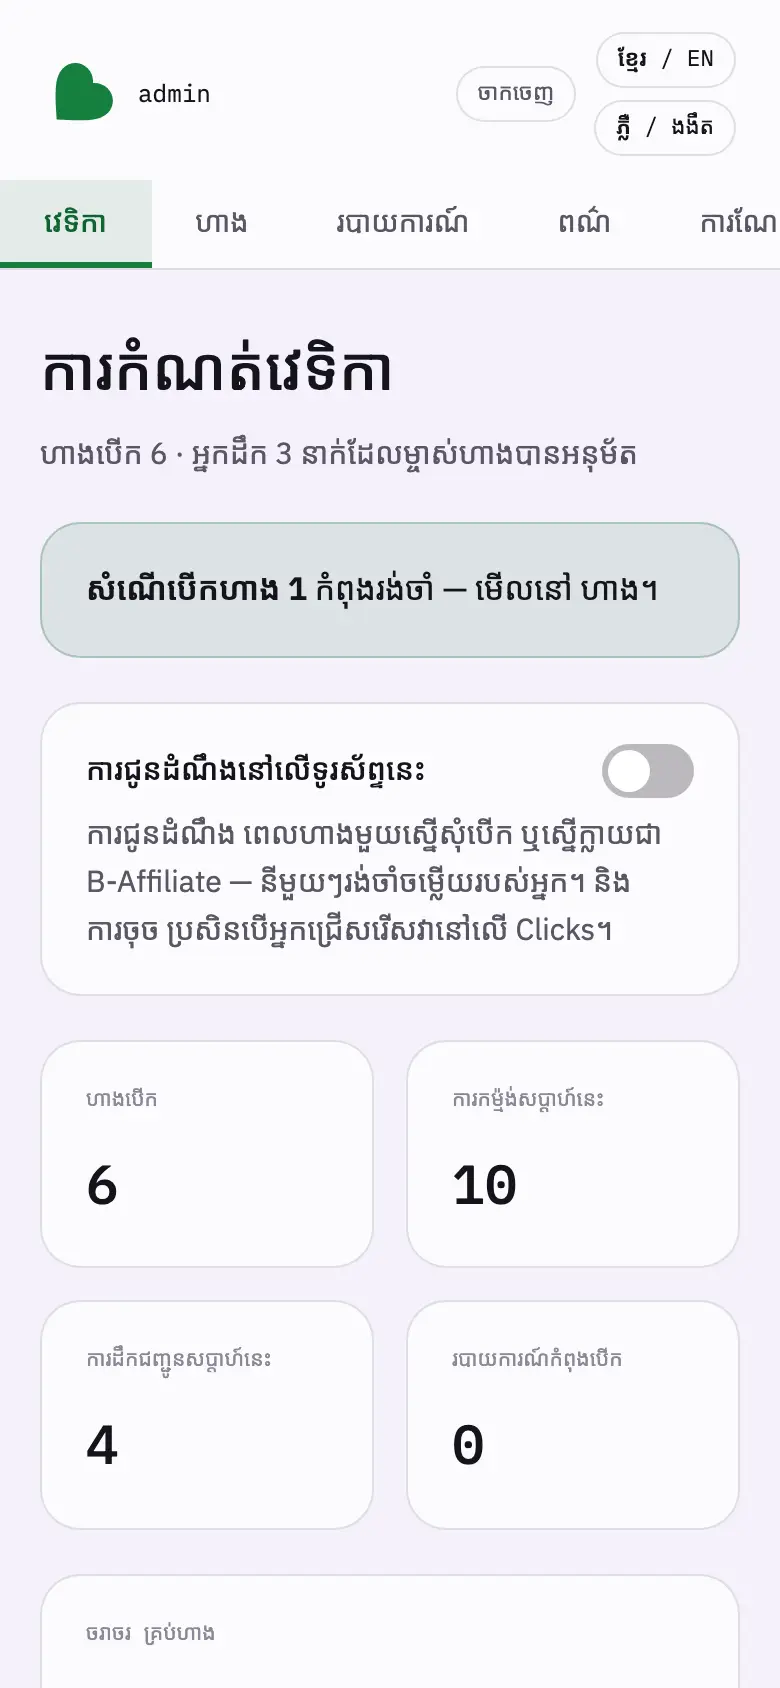 admin
ចាកចេញ
ខ្មែរ / EN
ភ្លឺ / ងងឹត
វេទិកា
ហាង
របាយការណ៍
ពណ៌
ការណែ
ការកំណត់វេទិកា
ហាងបើក 6 · អ្នកដឹក 3 នាក់ដែលម្ចាស់ហាងបានអនុម័ត
សំណើបើកហាង 1 កំពុងរង់ចាំ — មើលនៅ ហាង។
ការជូនដំណឹងនៅលើទូរស័ព្ទនេះ
ការជូនដំណឹង ពេលហាងមួយស្នើសុំបើក ឬស្នើក្លាយជា
B-Affiliate — នីមួយៗរង់ចាំចម្លើយរបស់អ្នក។ និង
ការចុច ប្រសិនបើអ្នកជ្រើសរើសវានៅលើ Clicks។
ហាងបើក
6
ការកម្ម៉ង់សប្តាហ៍នេះ
10
ការដឹកជញ្ជូនសប្តាហ៍នេះ
4
របាយការណ៍កំពុងបើក
0
ចរាចរ គ្រប់ហាង